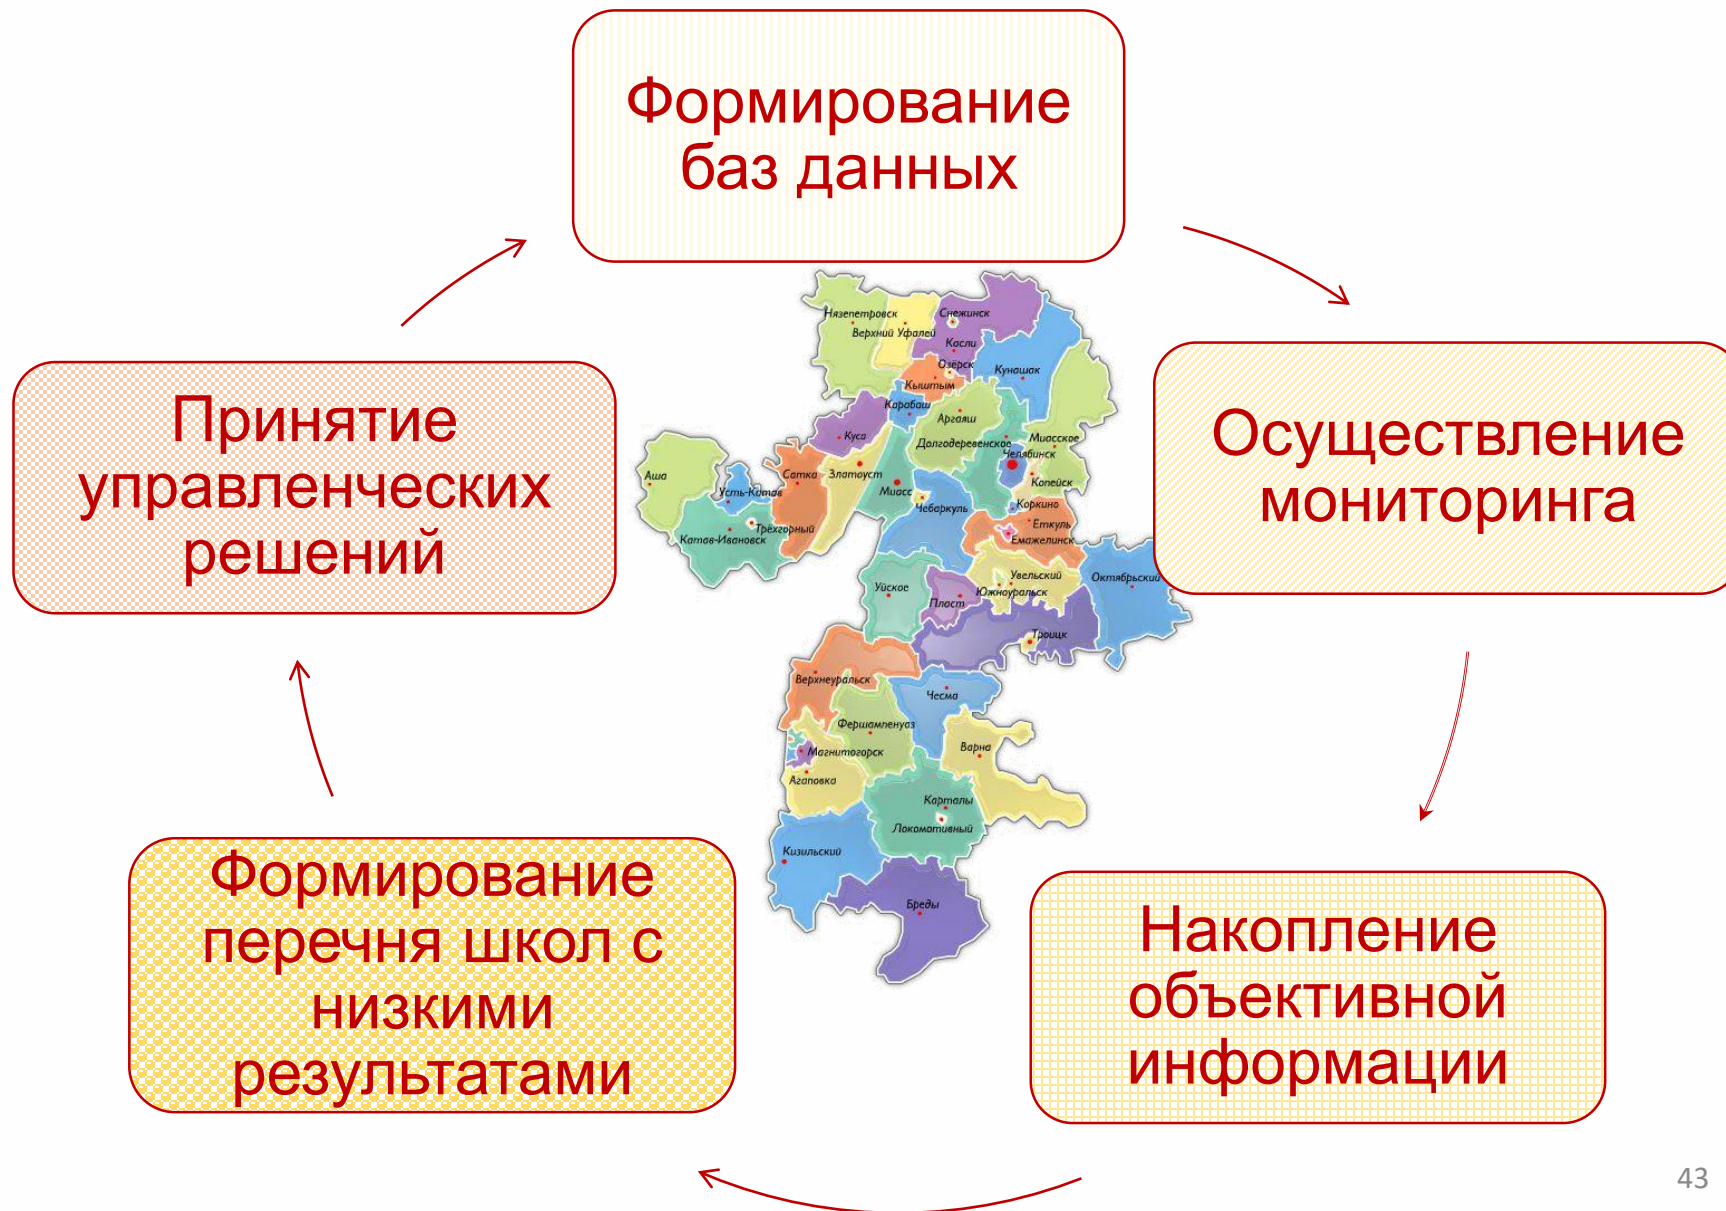 Формирование
баз данных
Осуществление
мониторинга
Накопление
объективной
информации
Формирование
перечня школ с
низкими
результатами
Принятие
управленческих
решений
Нязепетровск
Верхний Уфалей
Снежинск
Касли
Озёрск
Кунашак
Кыштым
Карабаш
Аргаяш
Куса
Долгодеревенское
Миасское
Челябинск
Аша
Сатка
Златоуст
Копейск
Усть-Катав
Миасс
Чебаркуль
Коркино
Трёхгорный
Еткуль
Катав-Ивановск
Емажелинск
Увельский
Октябрьский
Уйское
Пласт
Южноуральск
Троицк
Верхнеуральск
Чесма
Фершампенуаз
Магнитогорск
Варна
Агаповка
Карталы
Локомотивный
Кизильский
Бреды
43